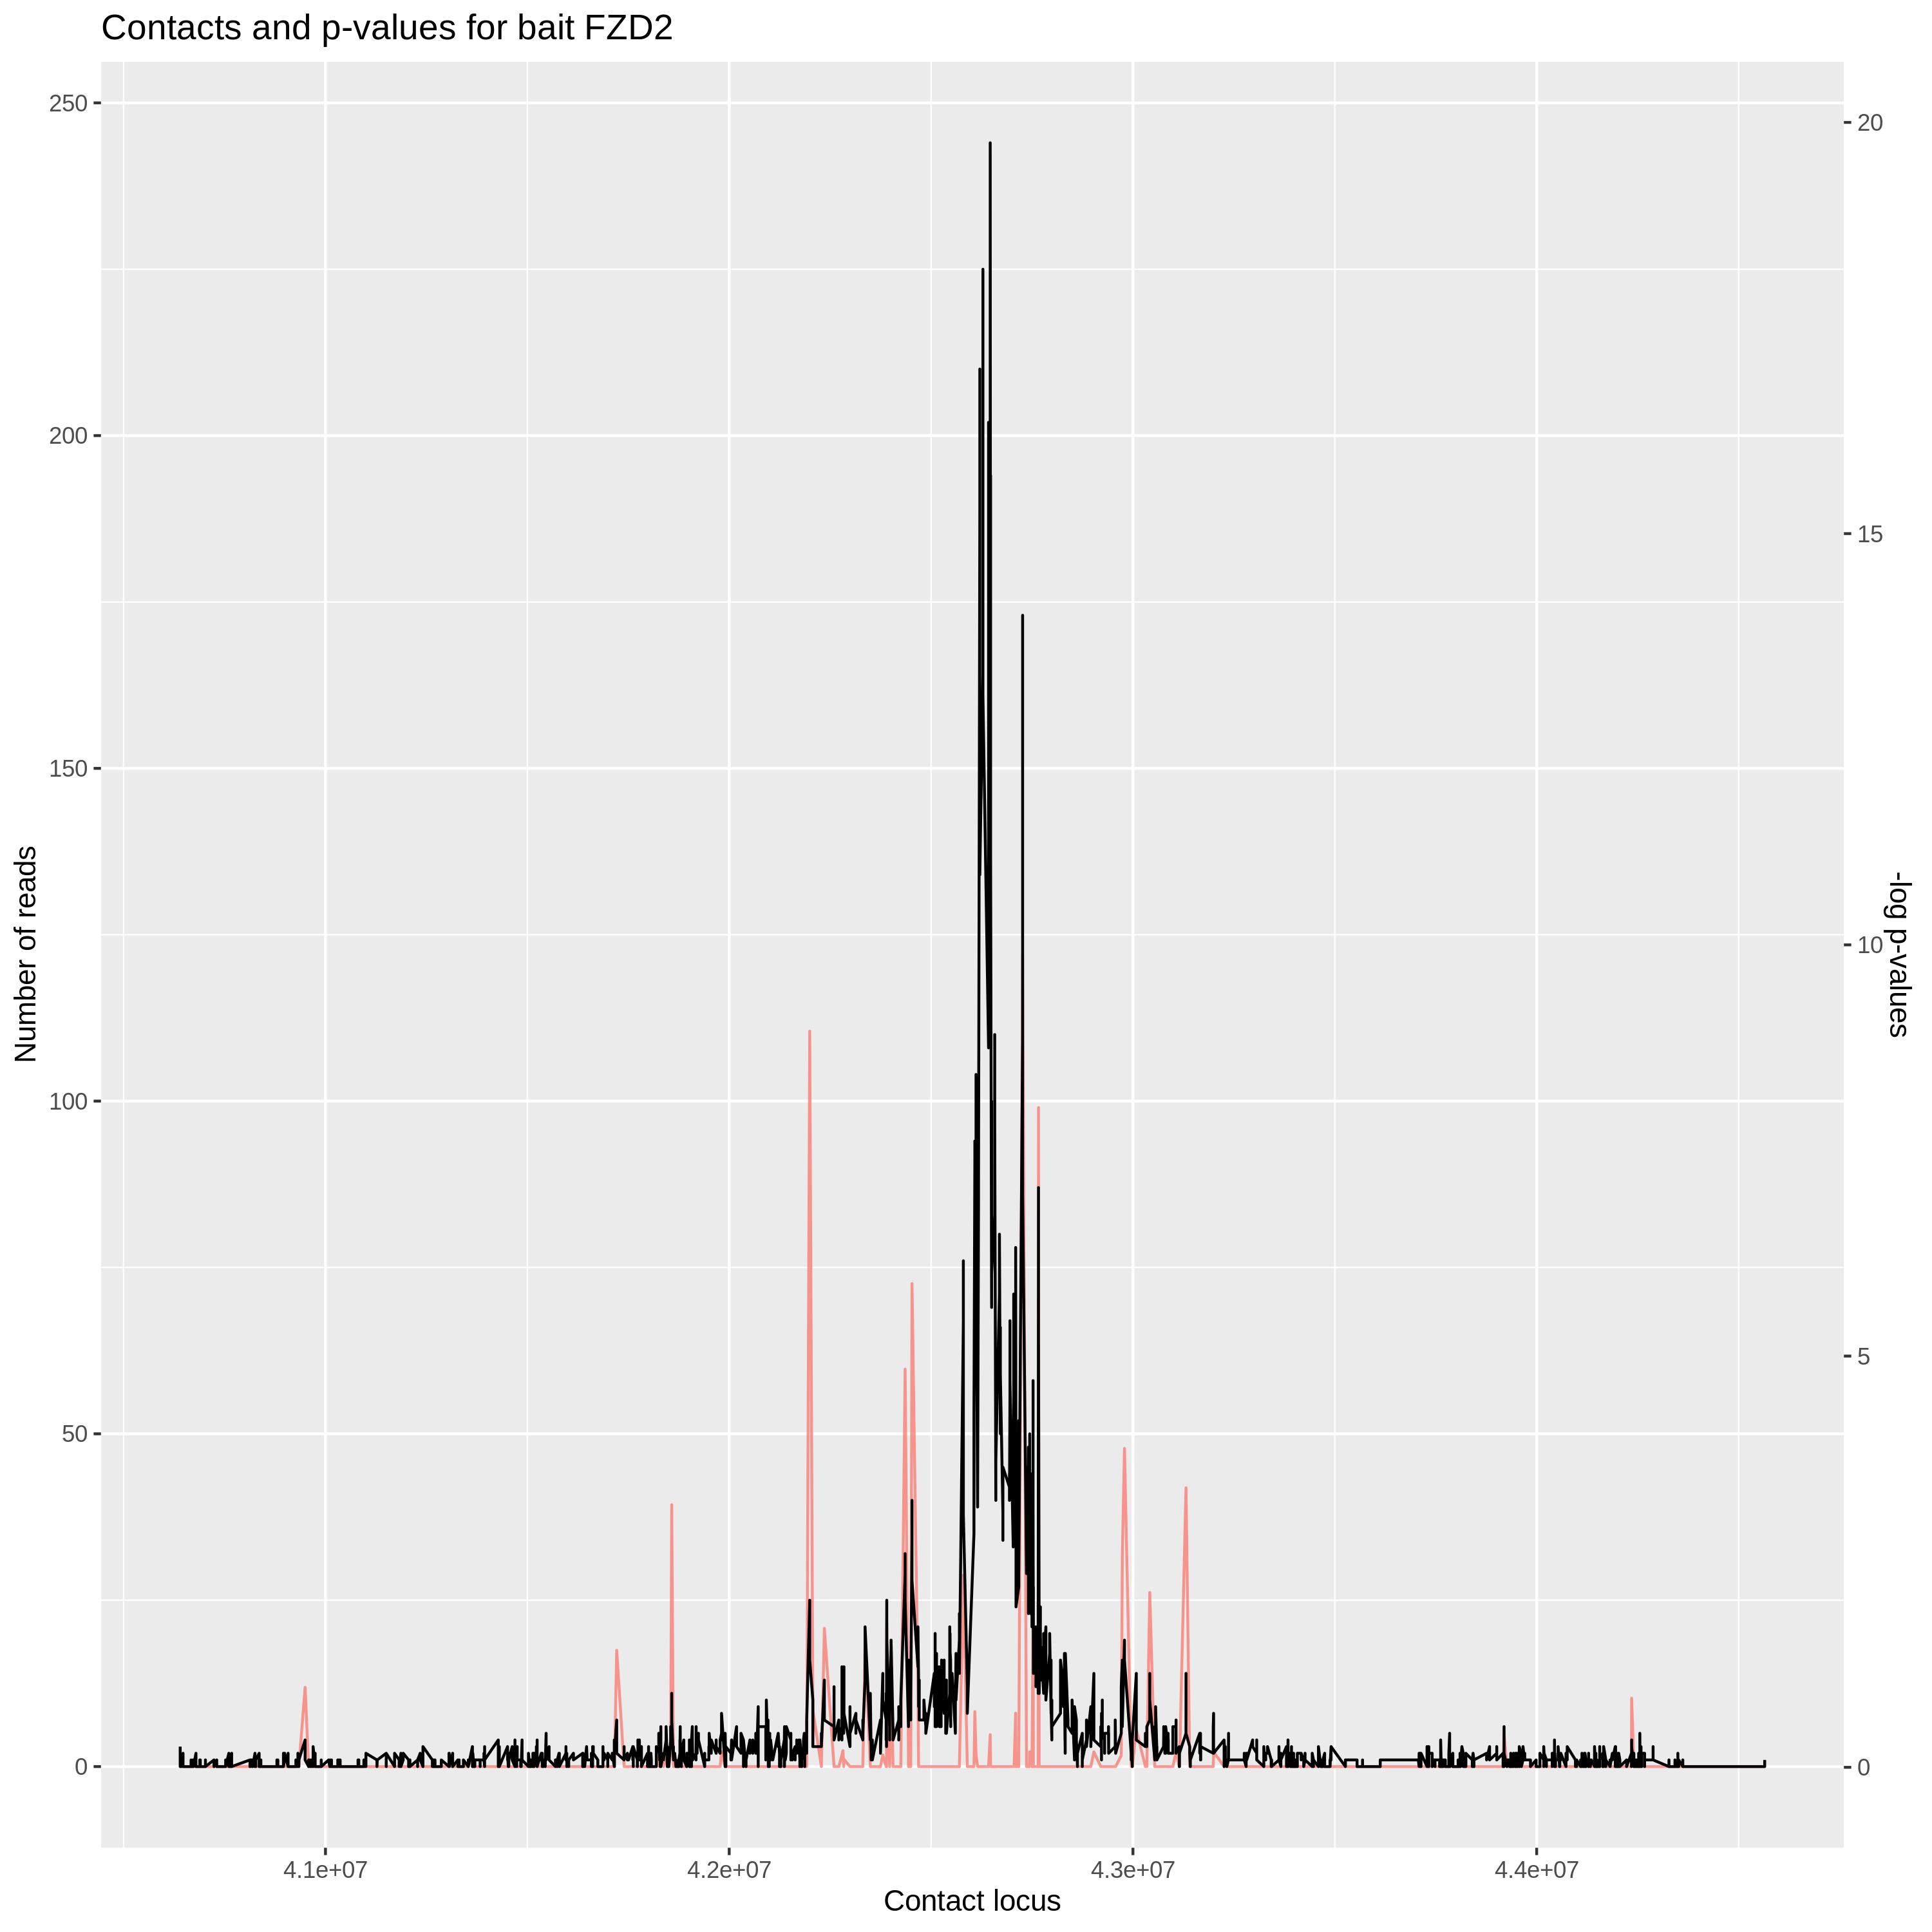 Contacts and p-values for bait FZD2
250
200
150
100
50
0
Number of reads
20
15
10
5
0
-log p-values
4.1e+07
4.2e+07
4.3e+07
4.4e+07
Contact locus